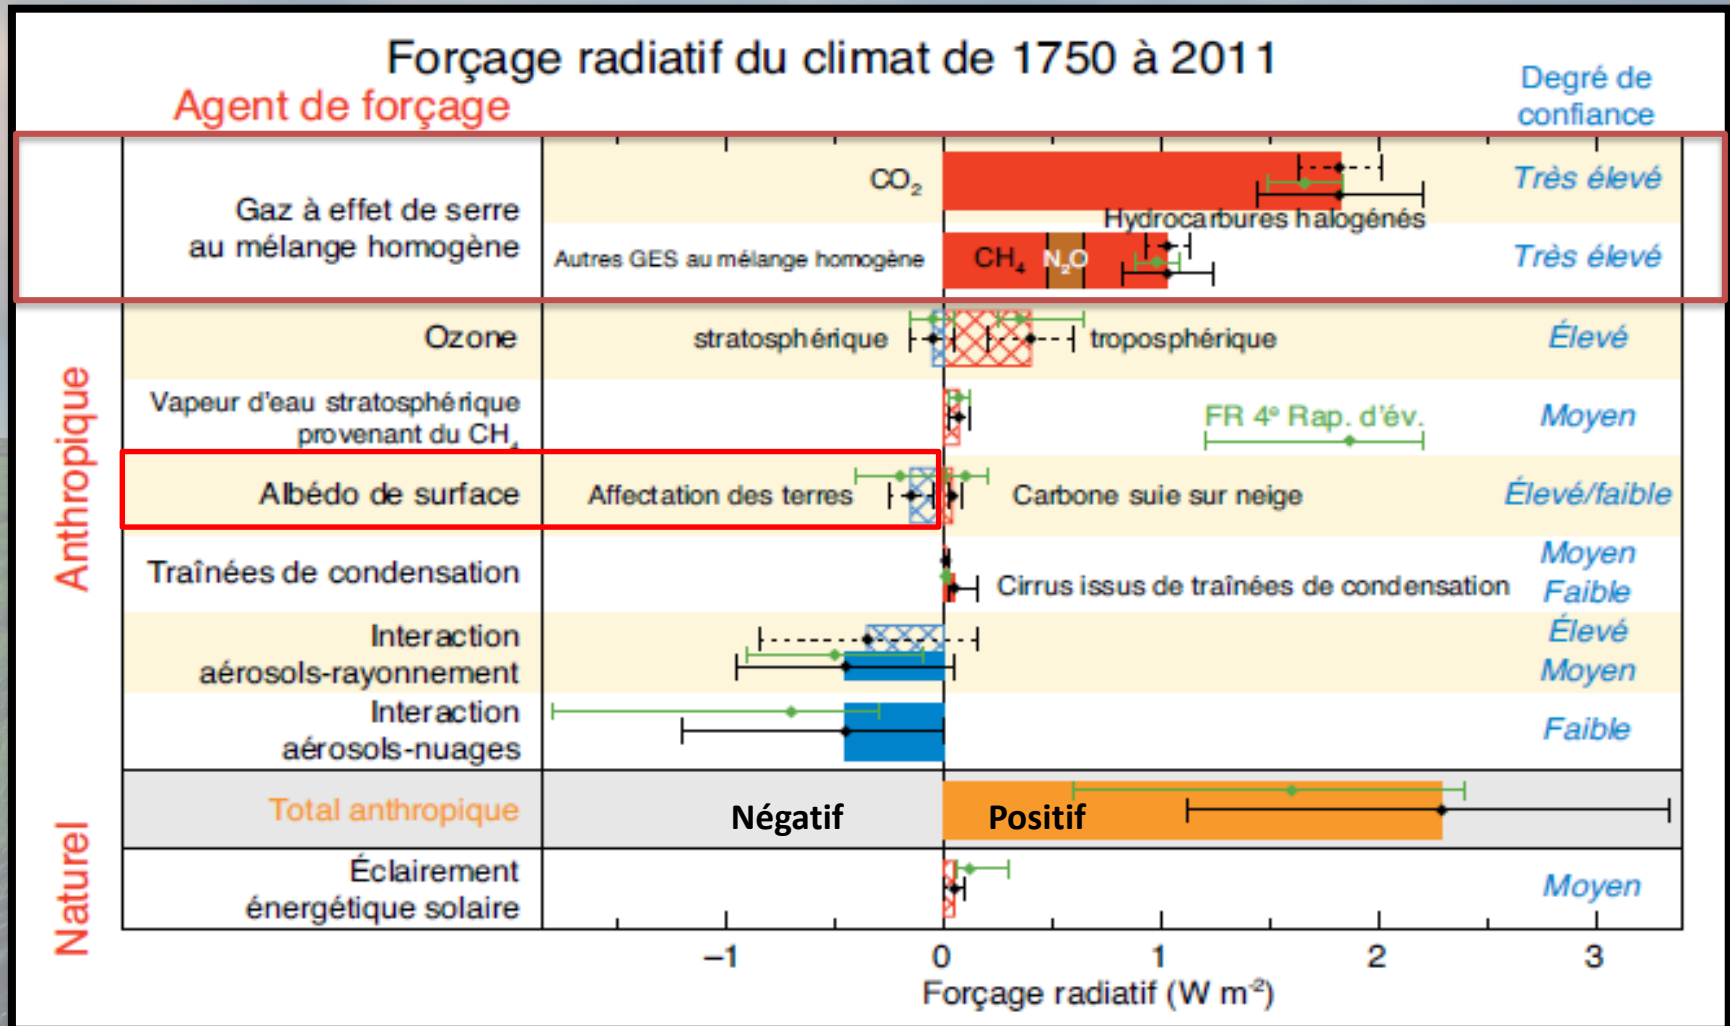 Forçage radiatif du climat de 1750 à 2011
Agent de forçage
Degré de
confiance
Anthropique
Gaz à effet de serre
au mélange homogène
CO₂
Très élevé
Hydrocarbures halogénés
Autres GES au mélange homogène
CH₄
N₂O
Très élevé
Ozone
stratosphérique
troposphérique
Élevé
Vapeur d'eau stratosphérique
provenant du CH₄
FR 4ᵉ Rap. d'év.
Moyen
Albédo de surface
Affectation des terres
Carbone suie sur neige
Élevé/faible
Traînées de condensation
Cirrus issus de traînées de condensation
Moyen
Faible
Interaction
aérosols-rayonnement
Élevé
Moyen
Interaction
aérosols-nuages
Faible
Total anthropique
Négatif
Positif
Naturel
Éclairement
énergétique solaire
Moyen
–1 0 1 2 3
Forçage radiatif (W m⁻²)